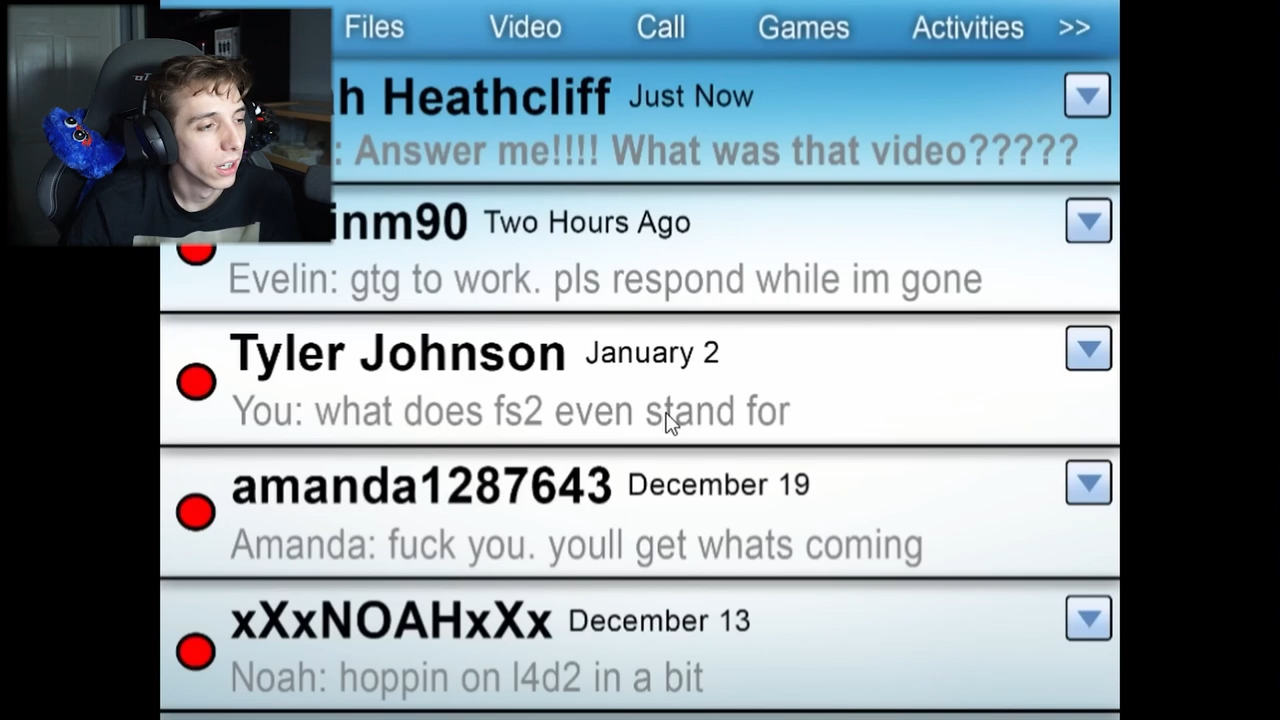 Files Video Call Games Activities >>
h Heathcliff Just Now
: Answer me!!!! What was that video?????
inm90 Two Hours Ago
Evelin: gtg to work. pls respond while im gone
Tyler Johnson January 2
You: what does fs2 even stand for
amanda1287643 December 19
Amanda: fuck you. youll get whats coming
xXxNOAHxXx December 13
Noah: hoppin on l4d2 in a bit